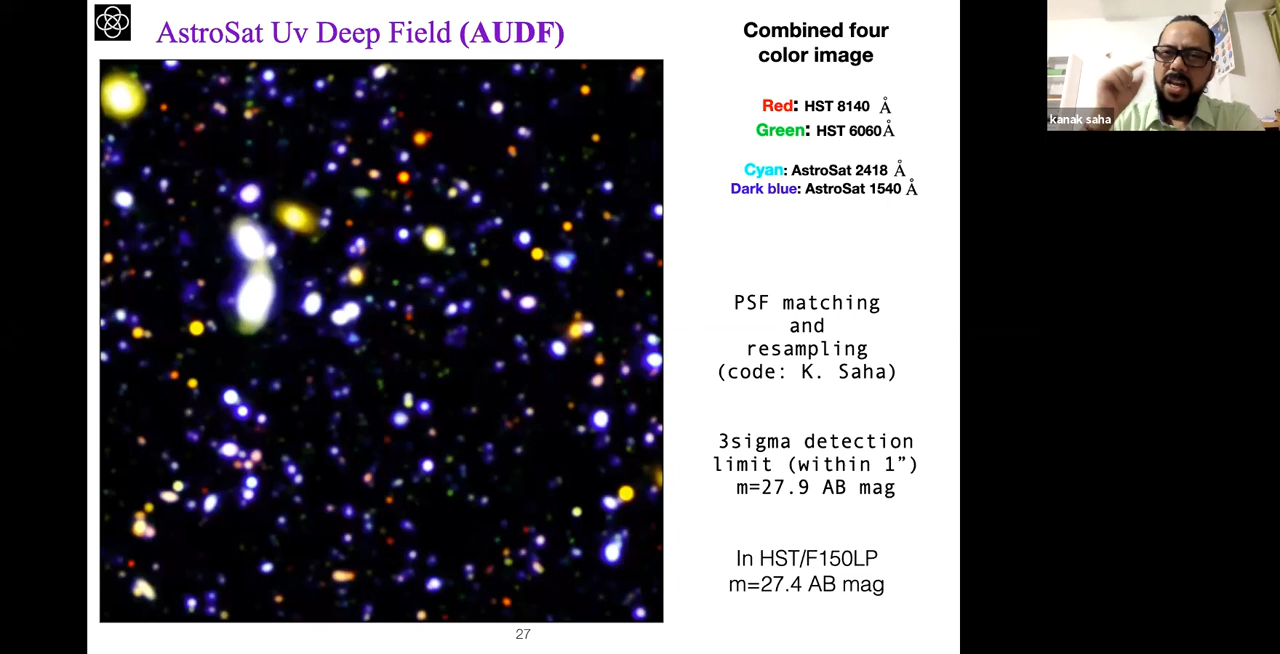 AstroSat Uv Deep Field (AUDF)
Combined four
color image
Red: HST 8140 Å
Green: HST 6060Å
Cyan: AstroSat 2418 Å
Dark blue: AstroSat 1540 Å
PSF matching
and
resampling
(code: K. Saha)
3sigma detection
limit (within 1”)
m=27.9 AB mag
In HST/F150LP
m=27.4 AB mag
27
kanak saha